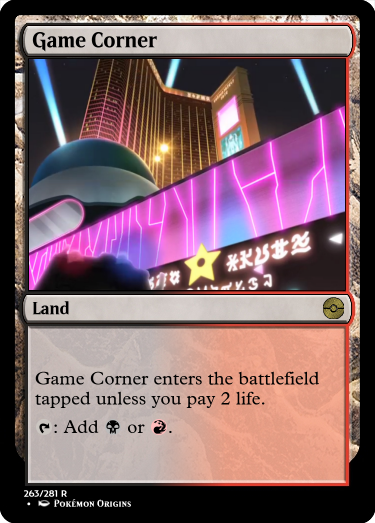 Game Corner
Land
Game Corner enters the battlefield
tapped unless you pay 2 life.
: Add or .
263/281 R
• Pokémon Origins